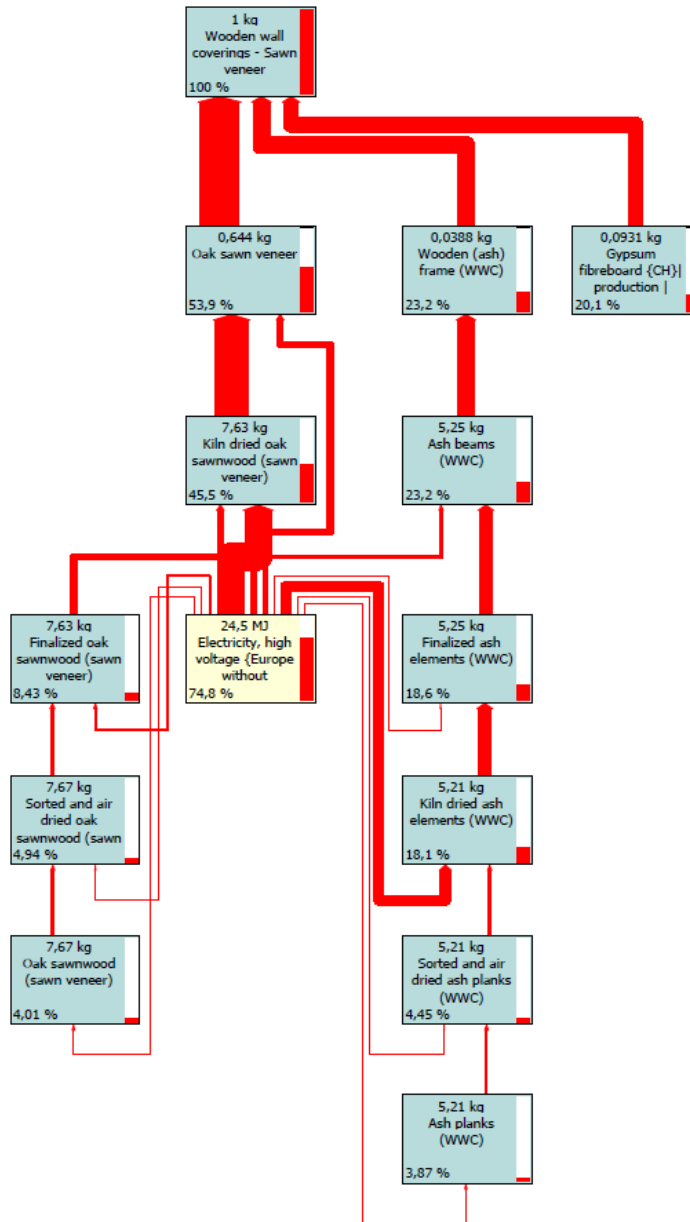 1 kg
Wooden wall
coverings - Sawn
veneer
100 %
0,644 kg
Oak sawn veneer
53,9 %
0,0388 kg
Wooden (ash)
frame (WWC)
23,2 %
0,0931 kg
Gypsum
fibreboard {CH}|
production |
20,1 %
7,63 kg
Kiln dried oak
sawnwood (sawn
veneer)
45,5 %
5,25 kg
Ash beams
(WWC)
23,2 %
7,63 kg
Finalized oak
sawnwood (sawn
veneer)
8,43 %
24,5 MJ
Electricity, high
voltage {Europe
without
74,8 %
5,25 kg
Finalized ash
elements (WWC)
18,6 %
7,67 kg
Sorted and air
dried oak
sawnwood (sawn
4,94 %
5,21 kg
Kiln dried ash
elements (WWC)
18,1 %
7,67 kg
Oak sawnwood
(sawn veneer)
4,01 %
5,21 kg
Sorted and air
dried ash planks
(WWC)
4,45 %
5,21 kg
Ash planks
(WWC)
3,87 %